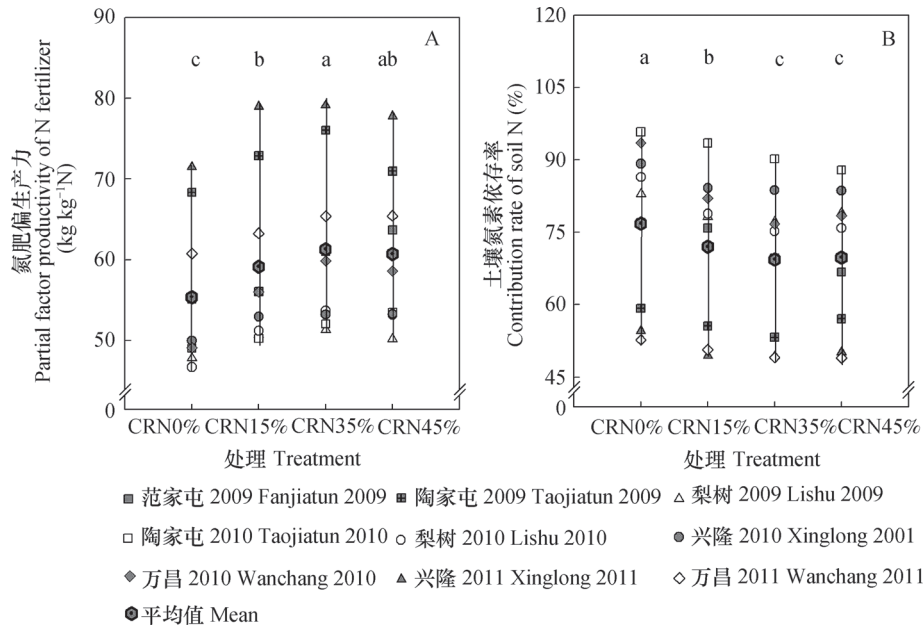 氮肥偏生产力
Partial factor productivity of N fertilizer
(kg kg⁻¹N)
90
80
70
60
50
0
A
c b a ab
CRN0% CRN15% CRN35% CRN45%
处理 Treatment
土壤氮素依存率
Contribution rate of soil N (%)
120
105
90
75
60
45
0
B
a b c c
CRN0% CRN15% CRN35% CRN45%
处理 Treatment
范家屯 2009 Fanjiatun 2009 陶家屯 2009 Taojiatun 2009 梨树 2009 Lishu 2009
陶家屯 2010 Taojiatun 2010 梨树 2010 Lishu 2010 兴隆 2010 Xinglong 2001
万昌 2010 Wanchang 2010 兴隆 2011 Xinglong 2011 万昌 2011 Wanchang 2011
平均值 Mean